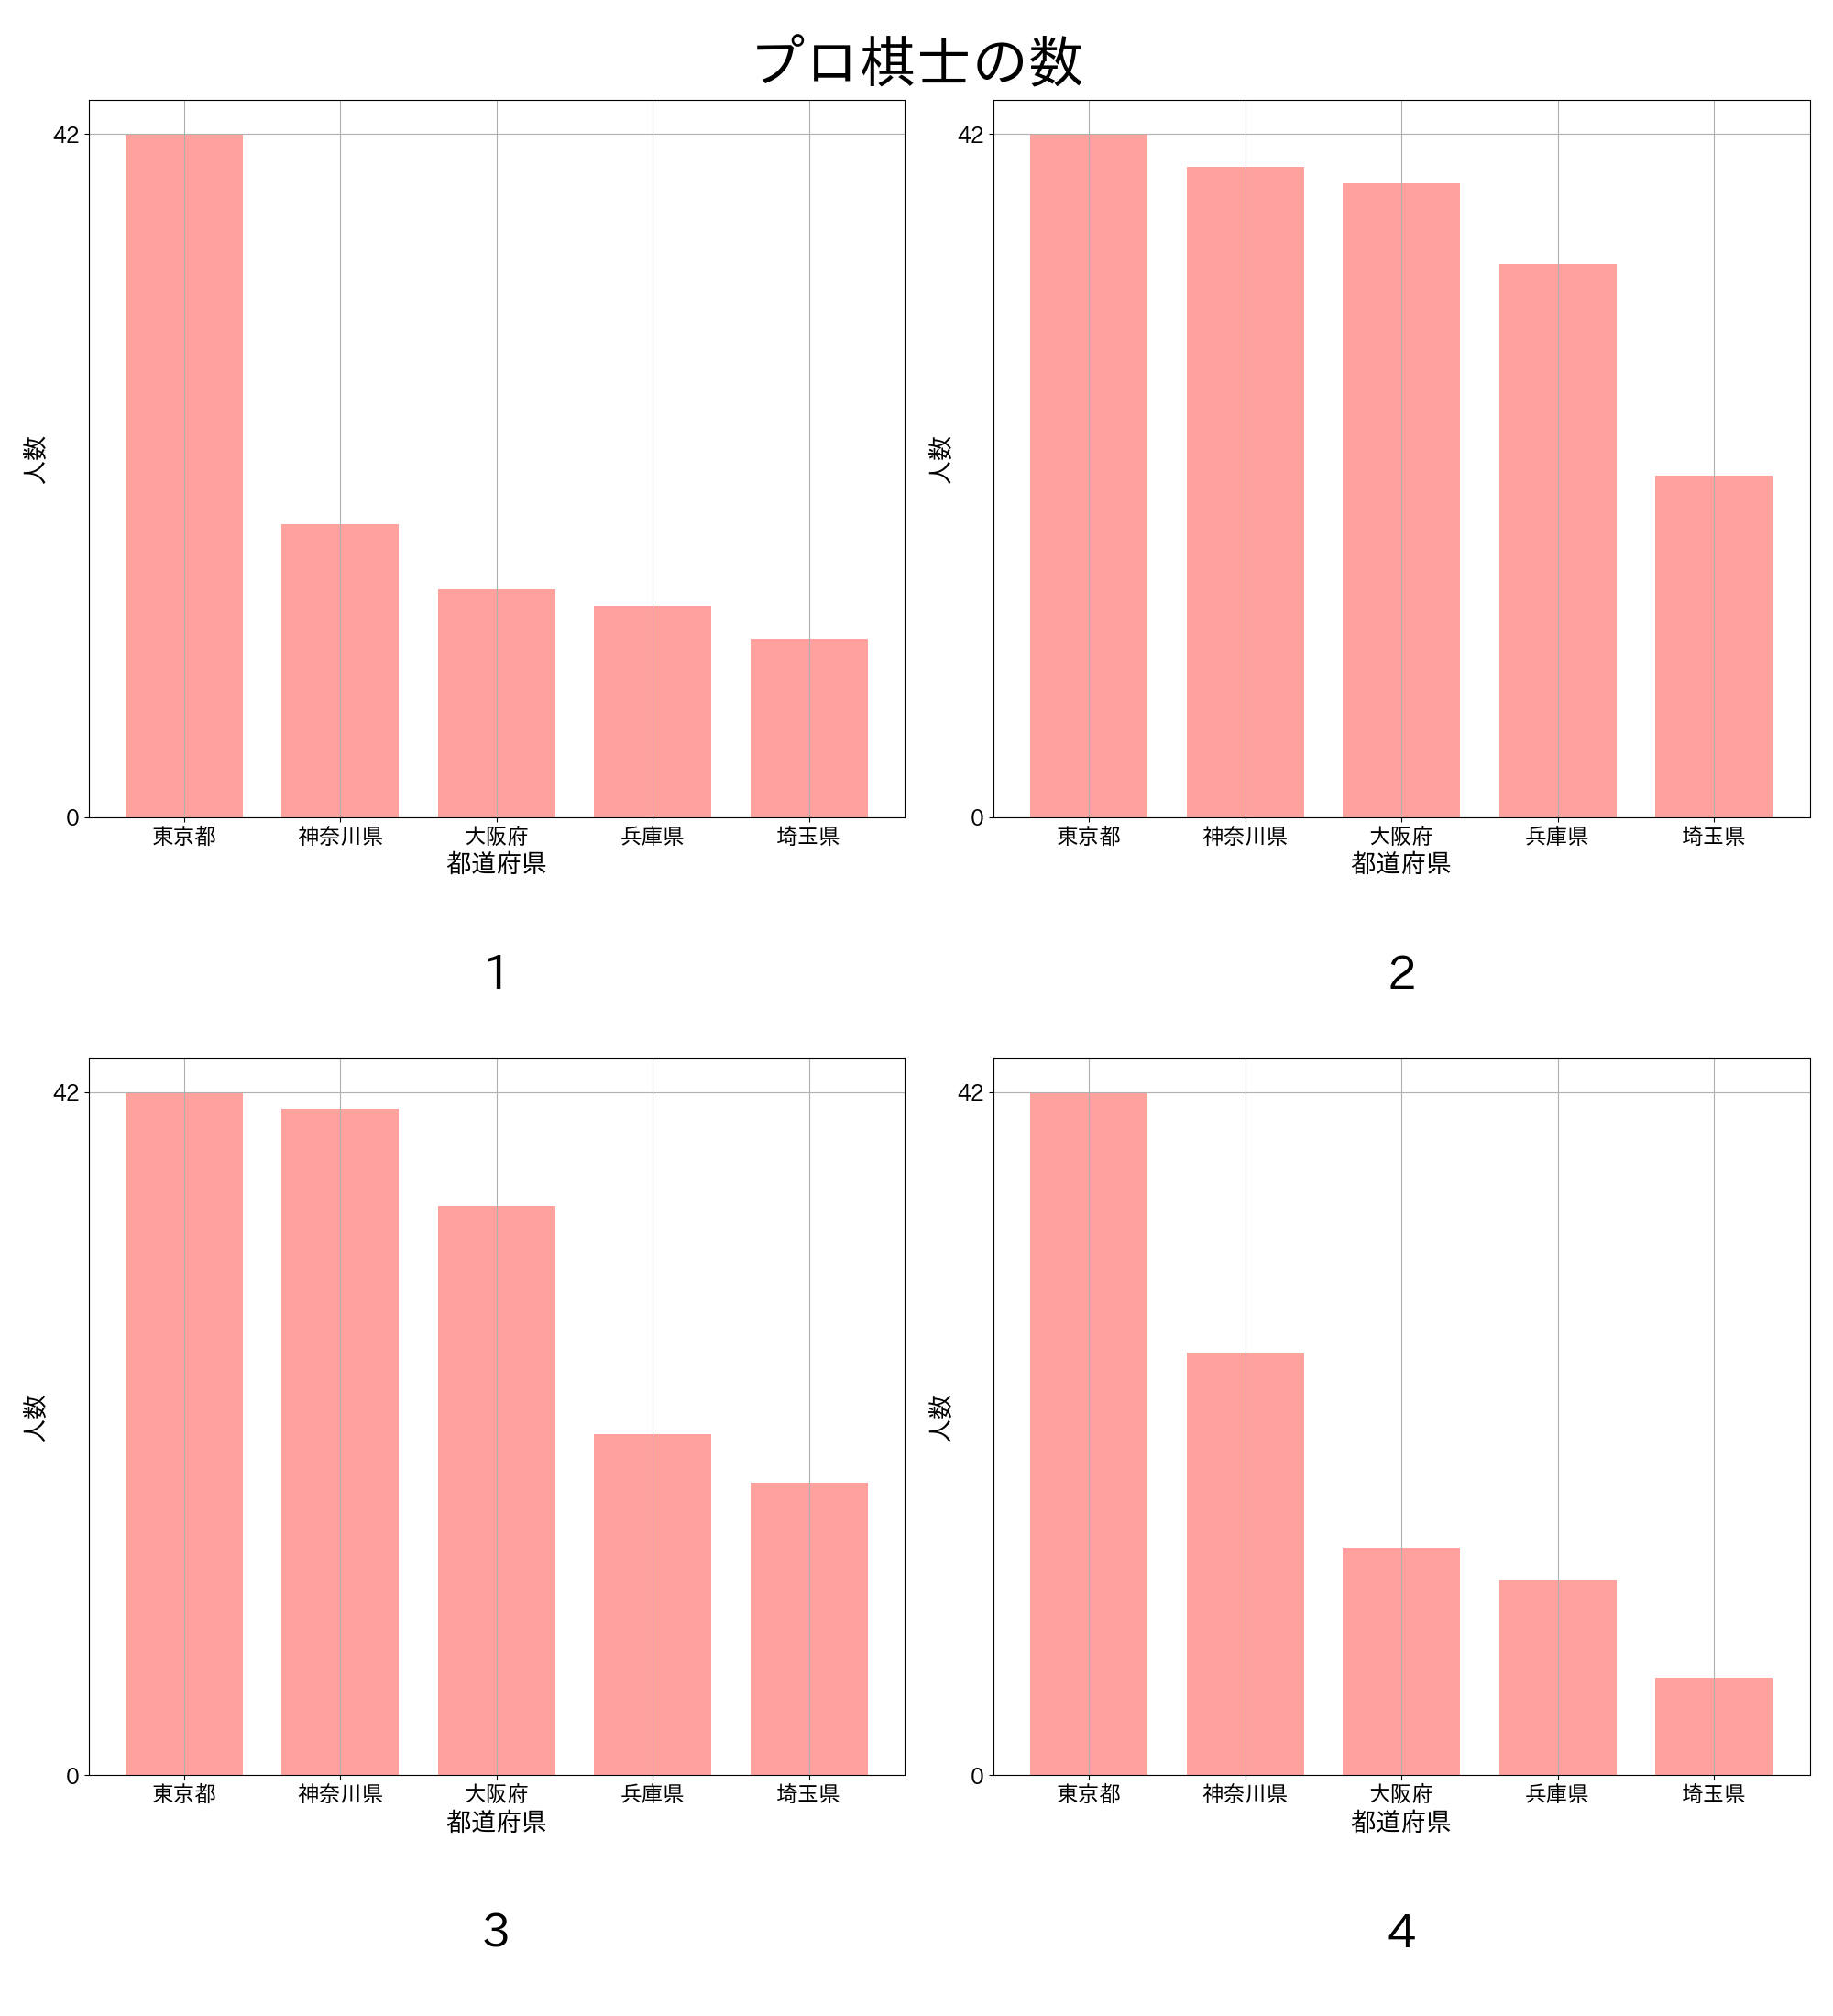 プロ棋士の数
42
0
人数
東京都 神奈川県 大阪府 兵庫県 埼玉県
都道府県
1
42
0
人数
東京都 神奈川県 大阪府 兵庫県 埼玉県
都道府県
2
42
0
人数
東京都 神奈川県 大阪府 兵庫県 埼玉県
都道府県
3
42
0
人数
東京都 神奈川県 大阪府 兵庫県 埼玉県
都道府県
4